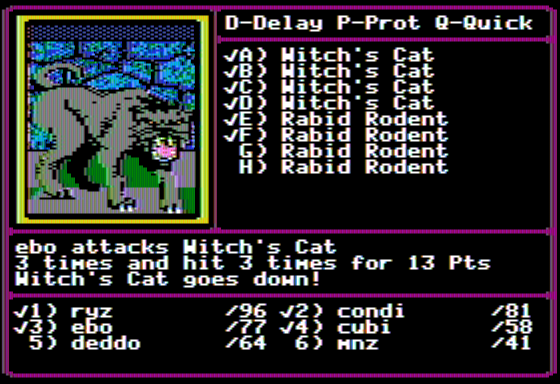 D-Delay P-Prot Q-Quick
√A) Witch's Cat
√B) Witch's Cat
√C) Witch's Cat
√D) Witch's Cat
√E) Rabid Rodent
√F) Rabid Rodent
G) Rabid Rodent
H) Rabid Rodent
ebo attacks Witch's Cat
3 times and hit 3 times for 13 Pts
Witch's Cat goes down!
√1) ryz /96 √2) condi /81
√3) ebo /77 √4) cubi /58
5) deddo /64 6) mnz /41